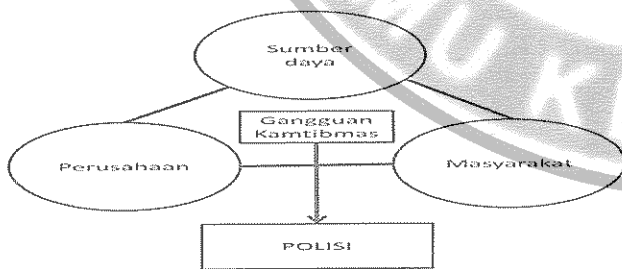 Sumber
daya
Gangguan
Kamtibmas
Perusahaan
Masyarakat
POLISI